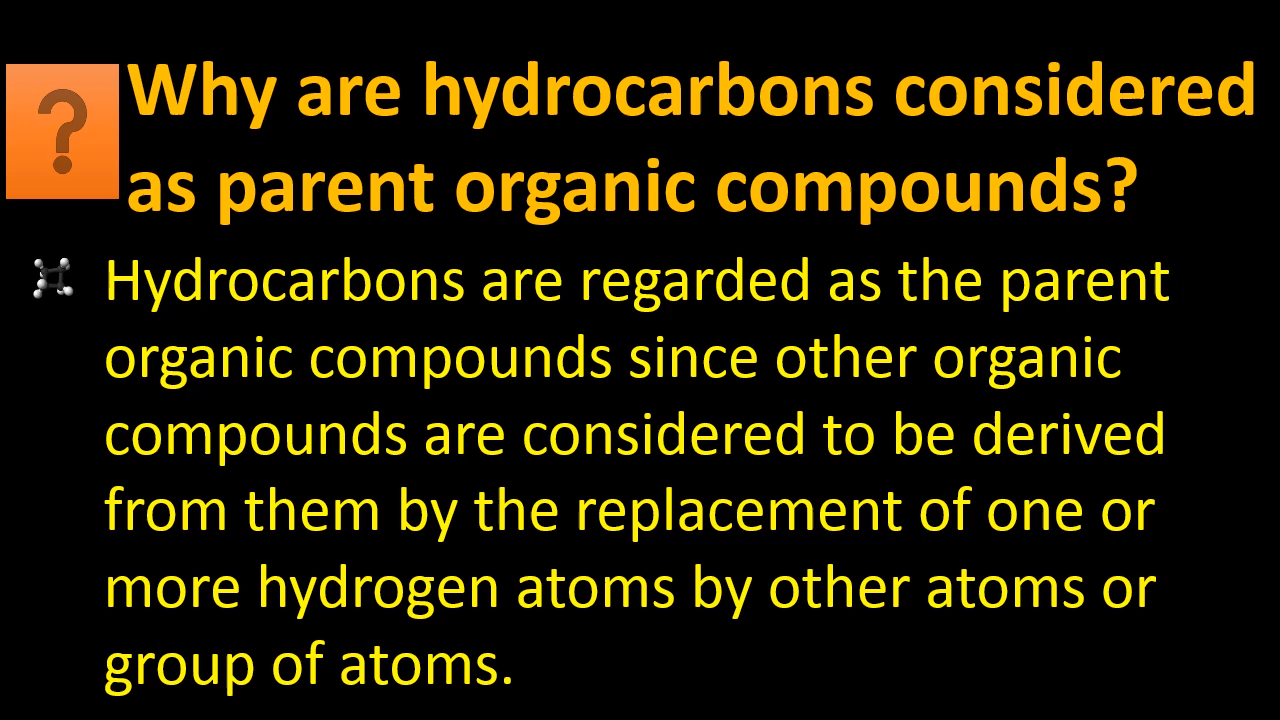 ?
Why are hydrocarbons considered
as parent organic compounds?
Hydrocarbons are regarded as the parent
organic compounds since other organic
compounds are considered to be derived
from them by the replacement of one or
more hydrogen atoms by other atoms or
group of atoms.